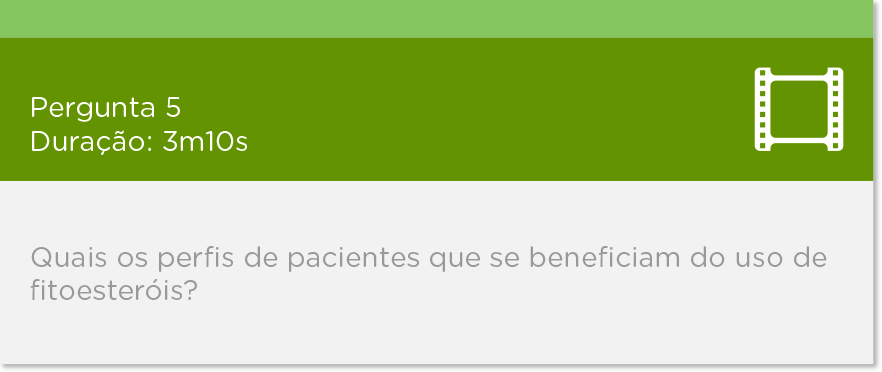 Pergunta 5
Duração: 3m10s
Quais os perfis de pacientes que se beneficiam do uso de
fitoesteróis?